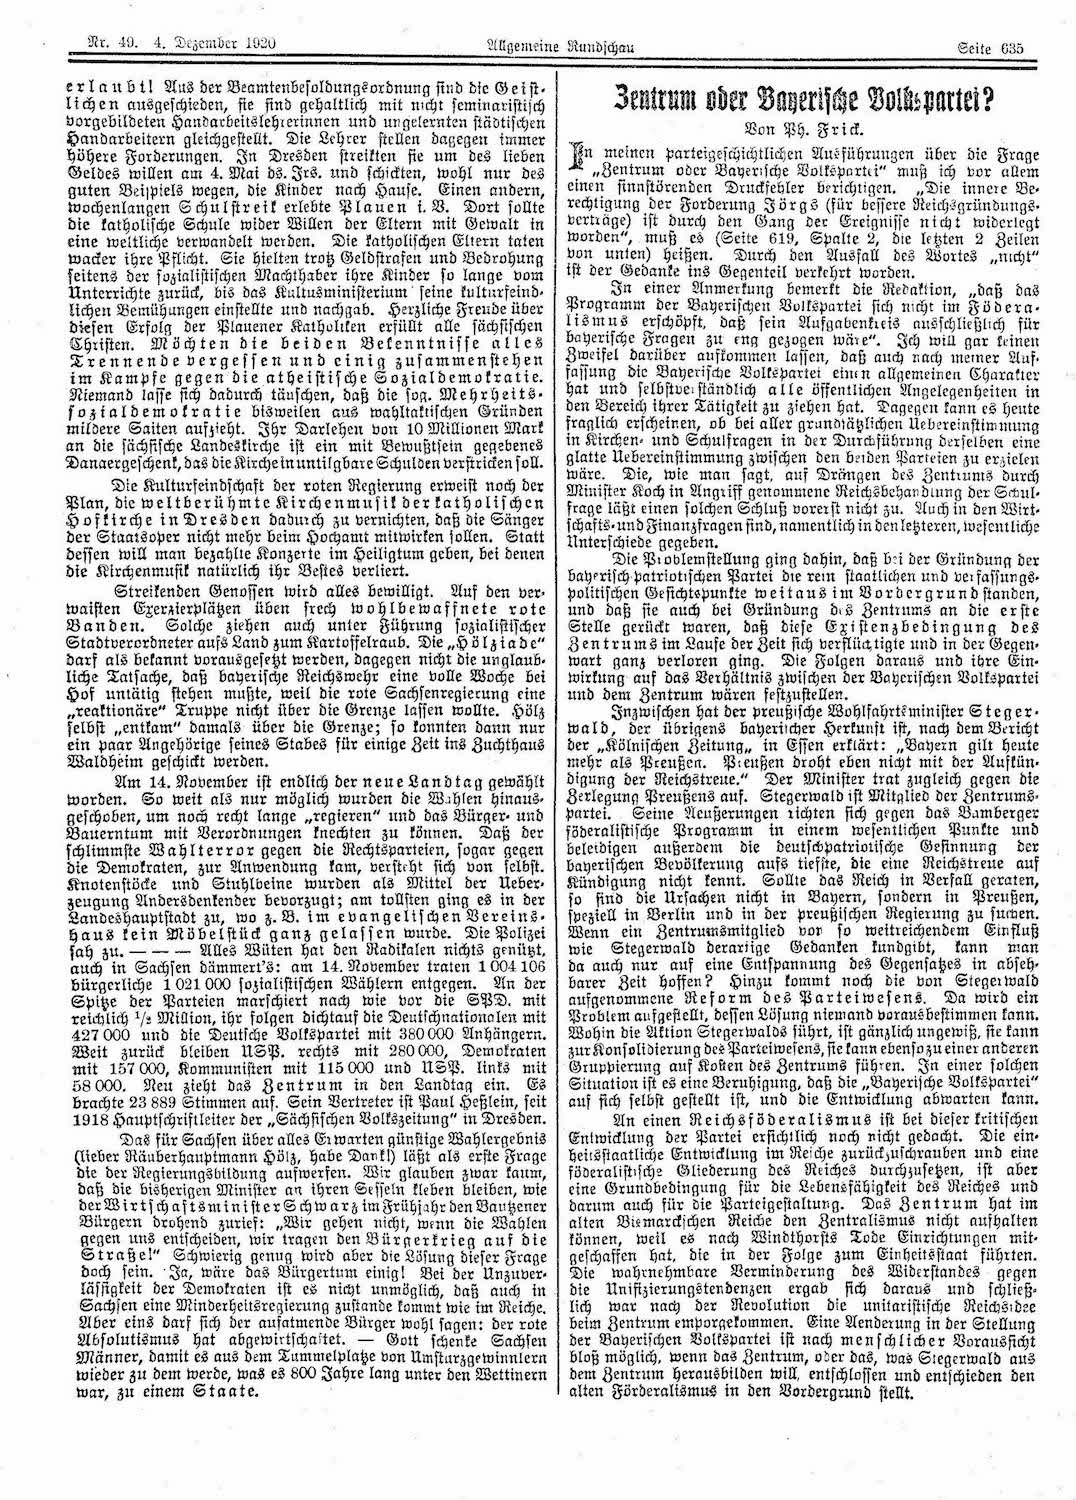 Nr. 49. 4. Dezember 1920
Allgemeine Rundschau
Seite 635
erlaubt! Aus der Beamtenbesoldungsordnung sind die Geist-
lichen ausgeschieden, sie sind gehaltlich mit nicht seminaristisch
vorgebildeten Handarbeitslehrerinnen und ungelernten städtischen
Handarbeitern gleichgestellt. Die Lehrer stellen dagegen immer
höhere Forderungen. In Dresden streikten sie um des lieben
Geldes willen am 4. Mai ds. Jrs. und schickten, wohl nur des
guten Beispiels wegen, die Kinder nach Hause. Einen andern,
wochenlangen Schulstreik erlebte Plauen i. V. Dort sollte
die katholische Schule wider Willen der Eltern mit Gewalt in
eine weltliche verwandelt werden. Die katholischen Eltern taten
wacker ihre Pflicht. Sie hielten trotz Geldstrafen und Bedrohung
seitens der sozialistischen Machthaber ihre Kinder so lange vom
Unterrichte zurück, bis das Kultusministerium seine kulturfeind-
lichen Bemühungen einstellte und nachgab. Herzliche Freude über
diesen Erfolg der Plauener Katholiken erfüllt alle sächsischen
Christen. Möchten die beiden Bekenntnisse alles
Trennende vergessen und einig zusammenstehen
im Kampfe gegen die atheistische Sozialdemokratie.
Niemand lasse sich dadurch täuschen, daß die sog. Mehrheits-
sozialdemokratie bisweilen aus wahltaktischen Gründen
mildere Saiten aufzieht. Ihr Darlehen von 10 Millionen Mark
an die sächsische Landeskirche ist ein mit Bewußtsein gegebenes
Danaergeschenk, das die Kirche in untilgbare Schulden verstricken soll.
Die Kulturfeindschaft der roten Regierung erweist noch der
Plan, die weltberühmte Kirchenmusik der katholischen
Hofkirche in Dresden dadurch zu vernichten, daß die Sänger
der Staatsoper nicht mehr beim Hochamt mitwirken sollen. Statt
dessen will man bezahlte Konzerte im Heiligtum geben, bei denen
die Kirchenmusik natürlich ihr Bestes verliert.
Streikenden Genossen wird alles bewilligt. Auf den ver-
waisten Exerzierplätzen üben frech wohlbewaffnete rote
Banden. Solche ziehen auch unter Führung sozialistischer
Stadtverordneter aufs Land zum Kartoffelraub. Die „Hölziade“
darf als bekannt vorausgesetzt werden, dagegen nicht die unglaub-
liche Tatsache, daß bayerische Reichswehr eine volle Woche bei
Hof untätig stehen mußte, weil die rote Sachsenregierung eine
„reaktionäre“ Truppe nicht über die Grenze lassen wollte. Hölz
selbst „entkam“ damals über die Grenze; so konnten dann nur
ein paar Angehörige seines Stabes für einige Zeit ins Zuchthaus
Waldheim geschickt werden.
Am 14. November ist endlich der neue Landtag gewählt
worden. So weit als nur möglich wurden die Wahlen hinaus-
geschoben, um noch recht lange „regieren“ und das Bürger- und
Bauerntum mit Verordnungen knechten zu können. Daß der
schlimmste Wahlterror gegen die Rechtsparteien, sogar gegen
die Demokraten, zur Anwendung kam, versteht sich von selbst.
Knotenstöcke und Stuhlbeine wurden als Mittel der Ueber-
zeugung Andersdenkender bevorzugt; am tollsten ging es in der
Landeshauptstadt zu, wo z. B. im evangelischen Vereins-
haus kein Möbelstück ganz gelassen wurde. Die Polizei
sah zu. — — — Alles Wüten hat den Radikalen nichts genützt,
auch in Sachsen dämmert's: am 14. November traten 1 004 106
bürgerliche 1 021 000 sozialistischen Wählern entgegen. An der
Spitze der Parteien marschiert nach wie vor die SPD. mit
reichlich ½ Million, ihr folgen dichtauf die Deutschnationalen mit
427 000 und die Deutsche Volkspartei mit 380 000 Anhängern.
Weit zurück bleiben USP. rechts mit 280 000, Demokraten
mit 157 000, Kommunisten mit 115 000 und USP. links mit
58 000. Neu zieht das Zentrum in den Landtag ein. Es
brachte 23 889 Stimmen auf. Sein Vertreter ist Paul Heßlein, seit
1918 Hauptschriftleiter der „Sächsischen Volkszeitung“ in Dresden.
Das für Sachsen über alles Erwarten günstige Wahlergebnis
(lieber Räuberhauptmann Hölz, habe Dank!) läßt als erste Frage
die der Regierungsbildung aufwerfen. Wir glauben zwar kaum,
daß die bisherigen Minister an ihren Sesseln kleben bleiben, wie
der Wirtschaftsminister Schwarz im Frühjahr den Bautzener
Bürgern drohend zurief: „Wir gehen nicht, wenn die Wahlen
gegen uns entscheiden, wir tragen den Bürgerkrieg auf die
Straße!“ Schwierig genug wird aber die Lösung dieser Frage
doch sein. Ja, wäre das Bürgertum einig! Bei der Unzuver-
lässigkeit der Demokraten ist es nicht unmöglich, daß auch in
Sachsen eine Minderheitsregierung zustande kommt wie im Reiche.
Aber eins darf sich der aufatmende Bürger wohl sagen: der rote
Absolutismus hat abgewirtschaftet. — Gott schenke Sachsen
Männer, damit es aus dem Tummelplatze von Umsturzgewinnlern
wieder zu dem werde, was es 800 Jahre lang unter den Wettinern
war, zu einem Staate.
Zentrum oder Bayerische Volkspartei?
Von Ph. Frick.
In meinen parteigeschichtlichen Ausführungen über die Frage
„Zentrum oder Bayerische Volkspartei“ muß ich vor allem
einen sinnstörenden Druckfehler berichtigen. „Die innere Be-
rechtigung der Forderung Jörgs (für bessere Reichsgründungs-
verträge) ist durch den Gang der Ereignisse nicht widerlegt
worden“, muß es (Seite 619, Spalte 2, die letzten 2 Zeilen
von unten) heißen. Durch den Ausfall des Wortes „nicht“
ist der Gedanke ins Gegenteil verkehrt worden.
In einer Anmerkung bemerkt die Redaktion, „daß das
Programm der Bayerischen Volkspartei sich nicht im Födera-
lismus erschöpft, daß sein Aufgabenkreis ausschließlich für
bayerische Fragen zu eng gezogen wäre“. Ich will gar keinen
Zweifel darüber aufkommen lassen, daß auch nach meiner Auf-
fassung die Bayerische Volkspartei einen allgemeinen Charakter
hat und selbstverständlich alle öffentlichen Angelegenheiten in
den Bereich ihrer Tätigkeit zu ziehen hat. Dagegen kann es heute
fraglich erscheinen, ob bei aller grundsätzlichen Uebereinstimmung
in Kirchen- und Schulfragen in der Durchführung derselben eine
glatte Uebereinstimmung zwischen den beiden Parteien zu erzielen
wäre. Die, wie man sagt, auf Drängen des Zentrums durch
Minister Koch in Angriff genommene Reichsbehandlung der Schul-
frage läßt einen solchen Schluß vorerst nicht zu. Auch in den Wirt-
schafts- und Finanzfragen sind, namentlich in den letzteren, wesentliche
Unterschiede gegeben.
Die Problemstellung ging dahin, daß bei der Gründung der
bayerisch-patriotischen Partei die rein staatlichen und verfassungs-
politischen Gesichtspunkte weitaus im Vordergrund standen,
und daß sie auch bei Gründung des Zentrums an die erste
Stelle gerückt waren, daß diese Existenzbedingung des
Zentrums im Laufe der Zeit sich verflüchtigte und in der Gegen-
wart ganz verloren ging. Die Folgen daraus und ihre Ein-
wirkung auf das Verhältnis zwischen der Bayerischen Volkspartei
und dem Zentrum wären festzustellen.
Inzwischen hat der preußische Wohlfahrtsminister Steger-
wald, der übrigens bayerischer Herkunft ist, nach dem Bericht
der „Kölnischen Zeitung„ in Essen erklärt: „Bayern gilt heute
mehr als Preußen. Preußen droht eben nicht mit der Aufkün-
digung der Reichstreue.“ Der Minister trat zugleich gegen die
Zerlegung Preußens auf. Stegerwald ist Mitglied der Zentrums-
partei. Seine Aeußerungen richten sich gegen das Bamberger
föderalistische Programm in einem wesentlichen Punkte und
beleidigen außerdem die deutschpatriotische Gesinnung der
bayerischen Bevölkerung aufs tiefste, die eine Reichstreue auf
Kündigung nicht kennt. Sollte das Reich in Verfall geraten,
so sind die Ursachen nicht in Bayern, sondern in Preußen,
speziell in Berlin und in der preußischen Regierung zu suchen.
Wenn ein Zentrumsmitglied von so weitreichendem Einfluß
wie Stegerwald derartige Gedanken kundgibt, kann man
da auch nur auf eine Entspannung des Gegensatzes in abseh-
barer Zeit hoffen? Hinzu kommt noch die von Stegerwald
aufgenommene Reform des Parteiwesens. Da wird ein
Problem aufgestellt, dessen Lösung niemand vorausbestimmen kann.
Wohin die Aktion Stegerwalds führt, ist gänzlich ungewiß, sie kann
zur Konsolidierung des Parteiwesens, sie kann ebenso zu einer anderen
Gruppierung auf Kosten des Zentrums führen. In einer solchen
Situation ist es eine Beruhigung, daß die „Bayerische Volkspartei“
auf sich selbst gestellt ist, und die Entwicklung abwarten kann.
An einen Reichsföderalismus ist bei dieser kritischen
Entwicklung der Partei ersichtlich noch nicht gedacht. Die ein-
heitsstaatliche Entwicklung im Reiche zurückzuschrauben und eine
föderalistische Gliederung des Reiches durchzusetzen, ist aber
eine Grundbedingung für die Lebensfähigkeit des Reiches und
darum auch für die Parteigestaltung. Das Zentrum hat im
alten Bismarckschen Reiche den Zentralismus nicht aufhalten
können, weil es nach Windthorsts Tode Einrichtungen mit-
geschaffen hat, die in der Folge zum Einheitsstaat führten.
Die wahrnehmbare Verminderung des Widerstandes gegen
die Unifizierungstendenzen ergab sich daraus und schließ-
lich war nach der Revolution die unitaristische Reichsidee
beim Zentrum emporgekommen. Eine Aenderung in der Stellung
der Bayerischen Volkspartei ist nach menschlicher Voraussicht
bloß möglich, wenn das Zentrum, oder das, was Stegerwald aus
dem Zentrum herausbilden will, entschlossen und entschieden den
alten Förderalismus in den Vordergrund stellt.